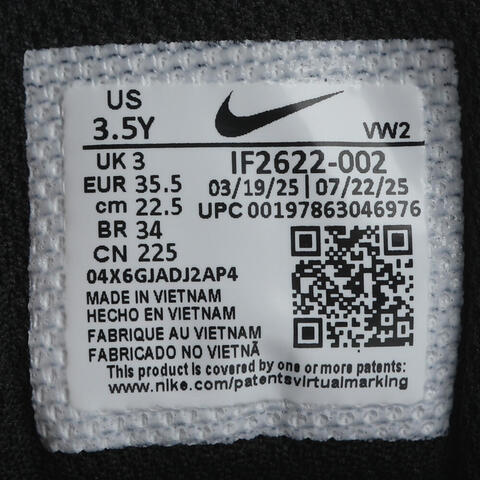 US
3.5Y
VW2
UK 3
IF2622-002
EUR 35.5
03/19/25 | 07/22/25
cm 22.5
UPC 00197863046976
BR 34
CN 225
04X6GJADJ2AP4
MADE IN VIETNAM
HECHO EN VIETNAM
FABRIQUE AU VIETNAM
FABRICADO NO VIETNÃ
This product is covered by one or more patents:
www.nike.com/patentsvirtualmarking